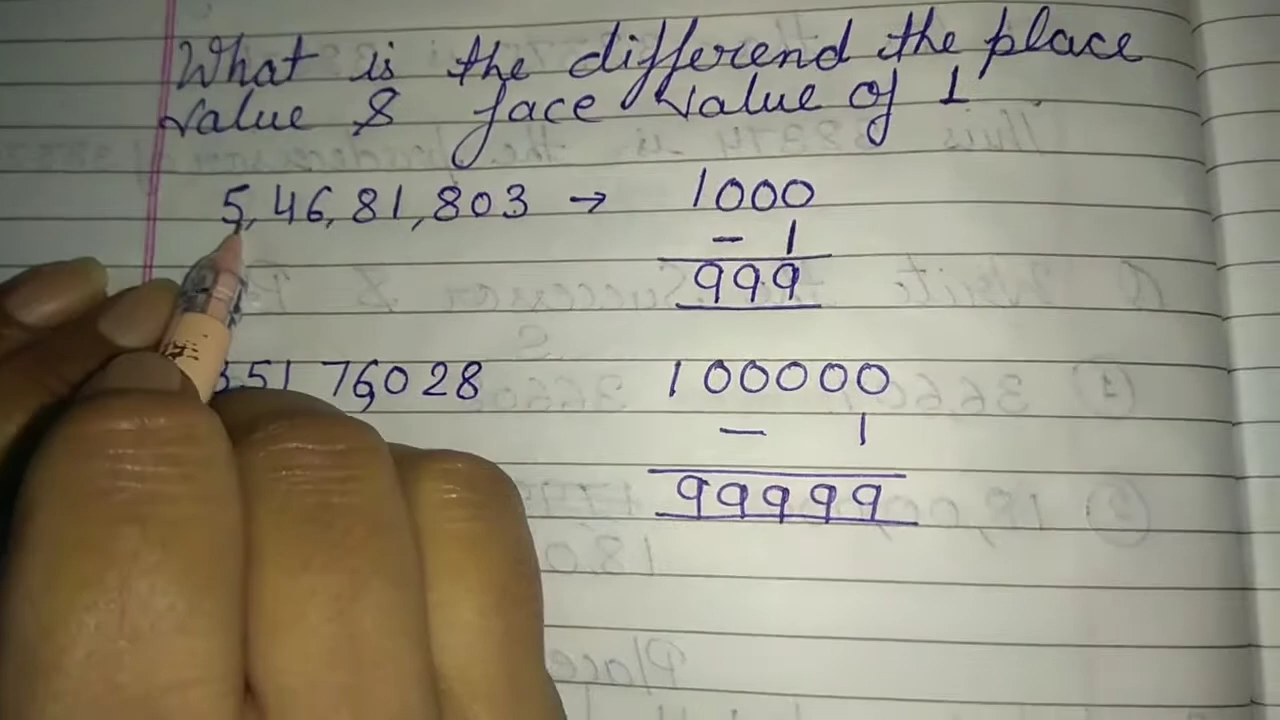 What is the differend the place
value & face value of 1
5,46,81,803 → 1000
- 1
999
351 76028 100000
- 1
99999